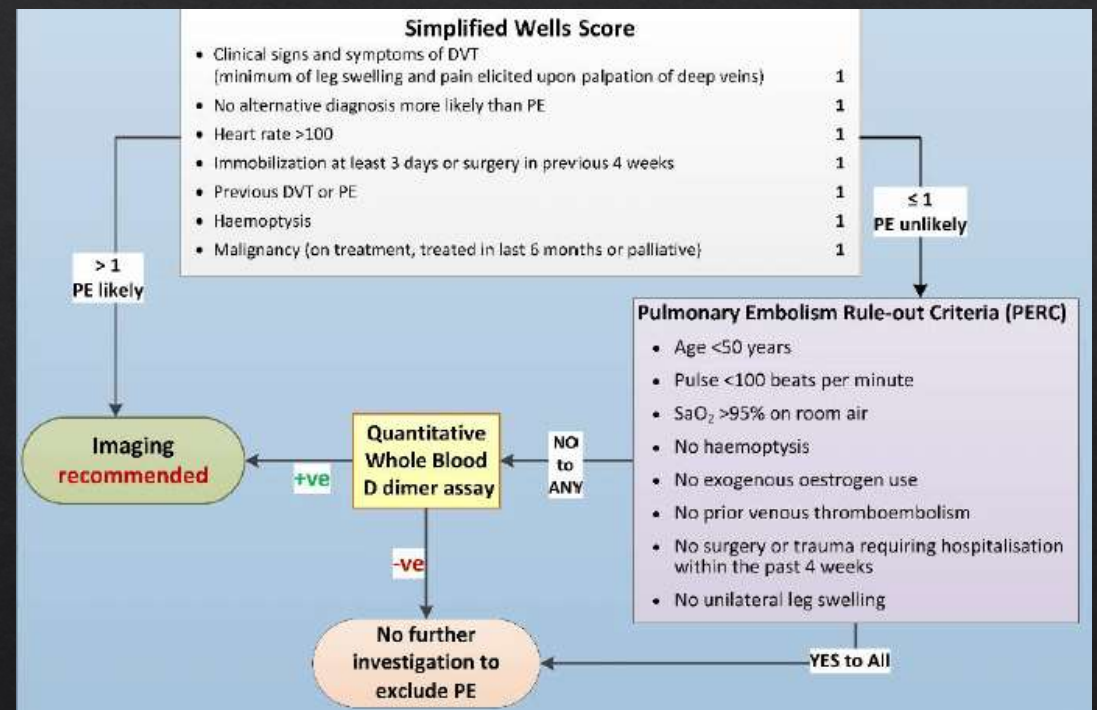 Simplified Wells Score
• Clinical signs and symptoms of DVT
(minimum of leg swelling and pain elicited upon palpation of deep veins) 1
• No alternative diagnosis more likely than PE 1
• Heart rate >100 1
• Immobilization at least 3 days or surgery in previous 4 weeks 1
• Previous DVT or PE 1
• Haemoptysis 1
• Malignancy (on treatment, treated in last 6 months or palliative) 1
> 1
PE likely
≤ 1
PE unlikely
Pulmonary Embolism Rule-out Criteria (PERC)
• Age <50 years
• Pulse <100 beats per minute
• SaO₂ >95% on room air
• No haemoptysis
• No exogenous oestrogen use
• No prior venous thromboembolism
• No surgery or trauma requiring hospitalisation
within the past 4 weeks
• No unilateral leg swelling
NO
to
ANY
Quantitative
Whole Blood
D dimer assay
+ve
Imaging
recommended
-ve
YES to All
No further
investigation to
exclude PE